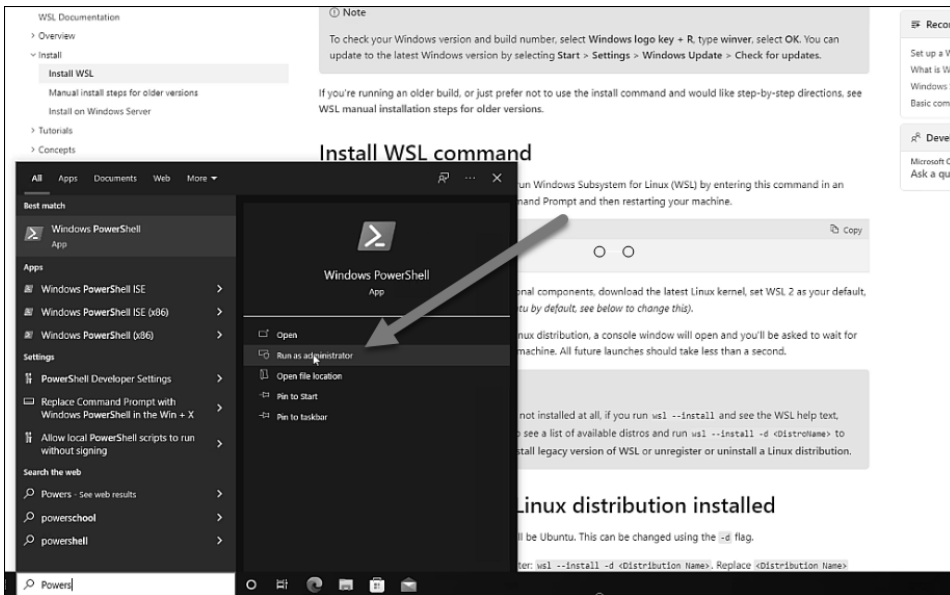 WSL Documentation
Overview
Install
Install WSL
Manual install steps for older versions
Install on Windows Server
Tutorials
Concepts
Note
To check your Windows version and build number, select Windows logo key + R, type winver, select OK. You can
update to the latest Windows version by selecting Start > Settings > Windows Update > Check for updates.
If you're running an older build, or just prefer not to use the install command and would like step-by-step directions, see
WSL manual installation steps for older versions.
Install WSL command
run Windows Subsystem for Linux (WSL) by entering this command in an
mand Prompt and then restarting your machine.
Copy
onal components, download the latest Linux kernel, set WSL 2 as your default,
tu by default, see below to change this).
nux distribution, a console window will open and you'll be asked to wait for
machine. All future launches should take less than a second.
not installed at all, if you run wsl --install and see the WSL help text,
o see a list of available distros and run wsl --install -d <DistroName> to
stall legacy version of WSL or unregister or uninstall a Linux distribution.
Linux distribution installed
ll be Ubuntu. This can be changed using the -d flag.
ter: wsl --install -d <Distribution Name>. Replace <Distribution Name>
Reco
Set up a W
What is W
Windows
Basic com
Deve
Microsoft Q
Ask a qu
All Apps Documents Web More
Best match
Windows PowerShell
App
Apps
Windows PowerShell ISE
Windows PowerShell ISE (x86)
Windows PowerShell (x86)
Settings
PowerShell Developer Settings
Replace Command Prompt with
Windows PowerShell in the Win + X
Allow local PowerShell scripts to run
without signing
Search the web
Powers - See web results
powerschool
powershell
Powers
Windows PowerShell
App
Open
Run as administrator
Open file location
Pin to Start
Pin to taskbar